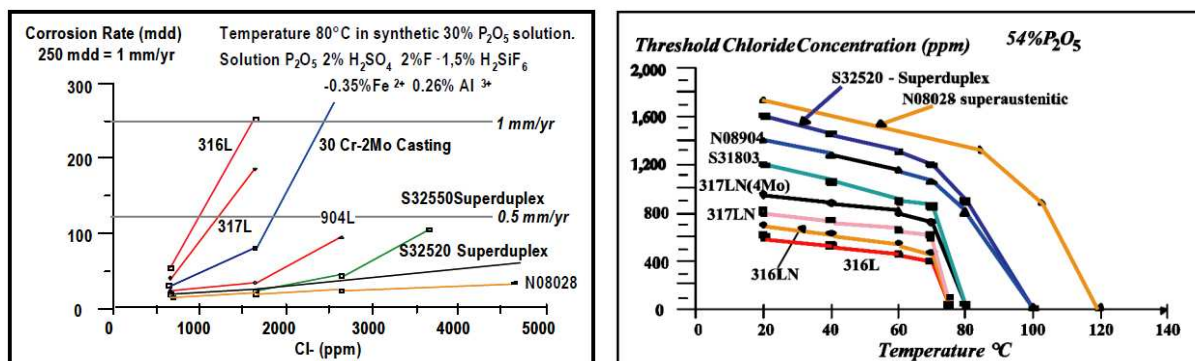 Corrosion Rate (mdd)
250 mdd = 1 mm/yr
Temperature 80°C in synthetic 30% P₂O₅ solution.
Solution P₂O₅ 2% H₂SO₄ 2%F -1,5% H₂SiF₆
-0.35%Fe ²⁺ 0.26% Al ³⁺
300
200
100
0
1 mm/yr
316L
30 Cr-2Mo Casting
S32550Superduplex
0.5 mm/yr
317L
904L
S32520 Superduplex
N08028
0 1000 2000 3000 4000 5000
Cl- (ppm)
Threshold Chloride Concentration (ppm)
54%P₂O₅
2,000
1,600
1,200
800
400
0
S32520 - Superduplex
N08028 superaustenitic
N08904
S31803
317LN(4Mo)
317LN
316LN
316L
0 20 40 60 80 100 120 140
Temperature °C